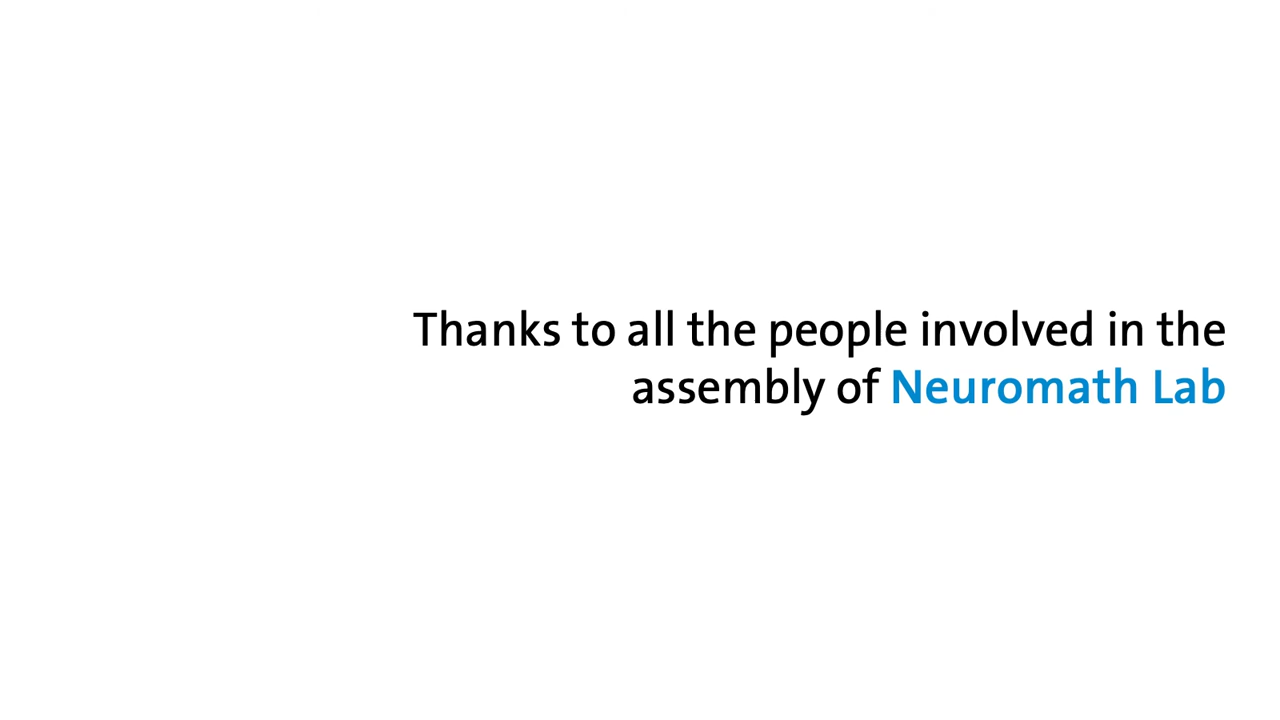 Thanks to all the people involved in the
assembly of Neuromath Lab